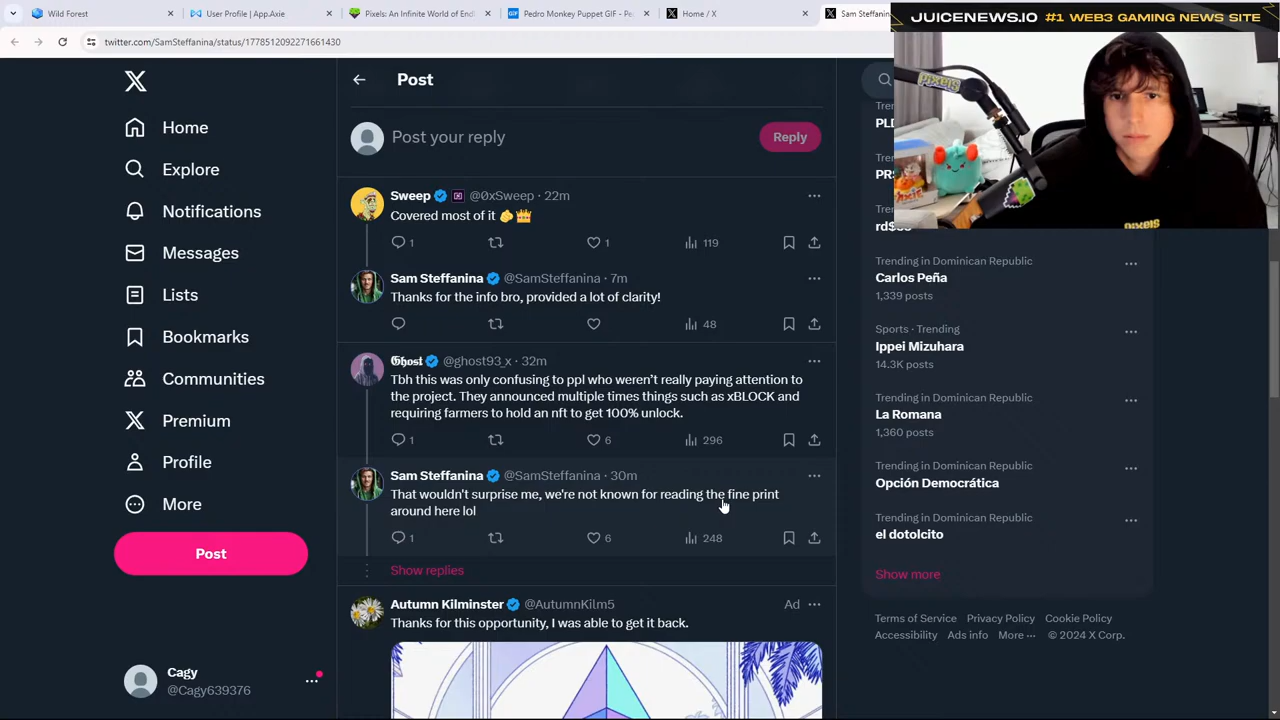 Wild Forest
User Profile | App.Axie
Pixels: An Infinite World of End
GIF
Pedro Monkey Puppet GIF - Pe
Home / X
Sam Steffanina
JUICENEWS.IO #1 WEB3 GAMING NEWS SITE
twitter.com/SamSteffanina/status/1778512092271661430
Post
Home
Explore
Notifications
Messages
Lists
Bookmarks
Communities
Premium
Profile
More
Post
Cagy
@Cagy639376
Post your reply
Reply
Sweep @0xSweep · 22m
Covered most of it
1 1 119
Sam Steffanina @SamSteffanina · 7m
Thanks for the info bro, provided a lot of clarity!
48
Ghost @ghost93_x · 32m
Tbh this was only confusing to ppl who weren't really paying attention to
the project. They announced multiple times things such as xBLOCK and
requiring farmers to hold an nft to get 100% unlock.
1 6 296
Sam Steffanina @SamSteffanina · 30m
That wouldn't surprise me, we're not known for reading the fine print
around here lol
1 6 248
Show replies
Autumn Kilminster @AutumnKilm5 Ad
Thanks for this opportunity, I was able to get it back.
PIXELS
PIXELS
Trending in Dominican Republic
Carlos Peña
1,339 posts
Sports · Trending
Ippei Mizuhara
14.3K posts
Trending in Dominican Republic
La Romana
1,360 posts
Trending in Dominican Republic
Opción Democrática
Trending in Dominican Republic
el dotolcito
Show more
Terms of Service Privacy Policy Cookie Policy
Accessibility Ads info More ··· © 2024 X Corp.